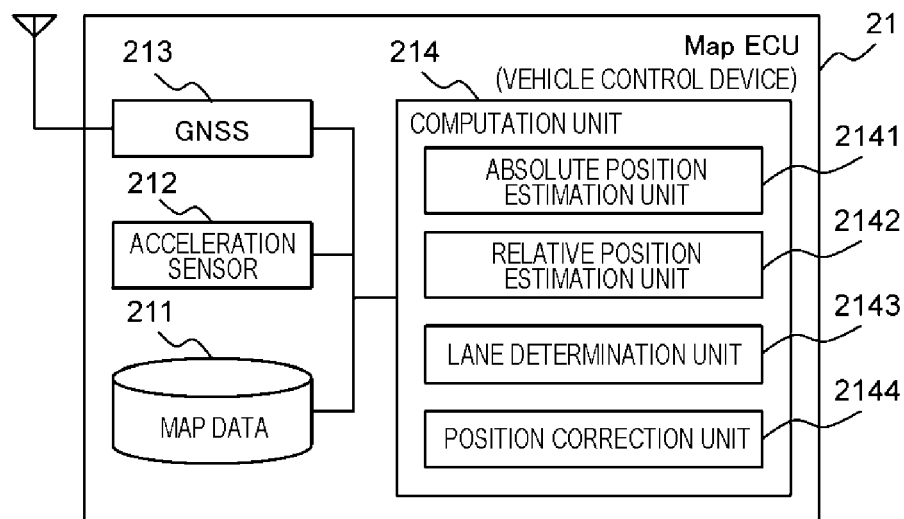 21
Map ECU
(VEHICLE CONTROL DEVICE)
213
GNSS
212
ACCELERATION
SENSOR
211
MAP DATA
214
COMPUTATION UNIT
2141
ABSOLUTE POSITION
ESTIMATION UNIT
2142
RELATIVE POSITION
ESTIMATION UNIT
2143
LANE DETERMINATION UNIT
2144
POSITION CORRECTION UNIT